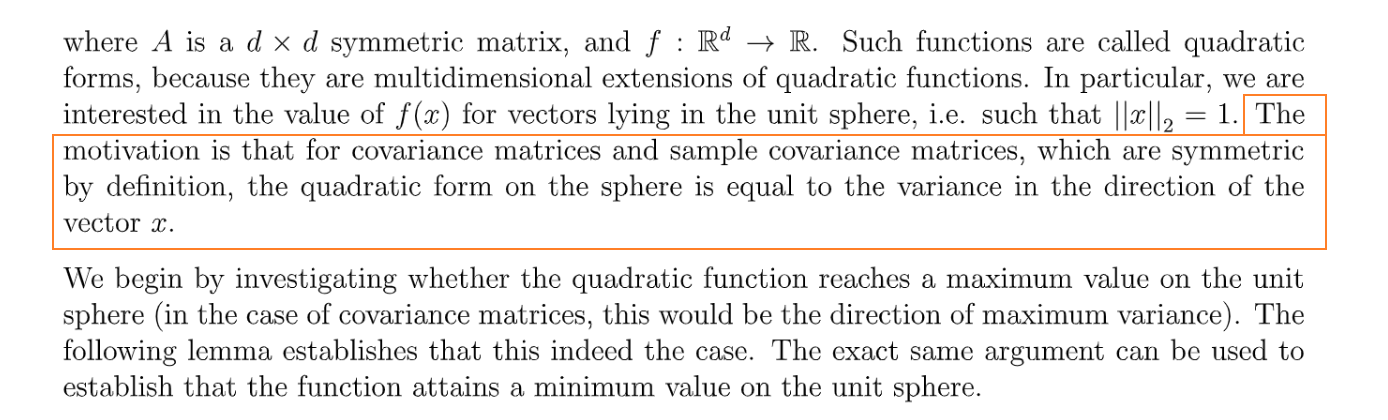 where A is a d × d symmetric matrix, and f : ℝᵈ → ℝ. Such functions are called quadratic
forms, because they are multidimensional extensions of quadratic functions. In particular, we are
interested in the value of f(x) for vectors lying in the unit sphere, i.e. such that ||x||₂ = 1. The
motivation is that for covariance matrices and sample covariance matrices, which are symmetric
by definition, the quadratic form on the sphere is equal to the variance in the direction of the
vector x.
We begin by investigating whether the quadratic function reaches a maximum value on the unit
sphere (in the case of covariance matrices, this would be the direction of maximum variance). The
following lemma establishes that this indeed the case. The exact same argument can be used to
establish that the function attains a minimum value on the unit sphere.